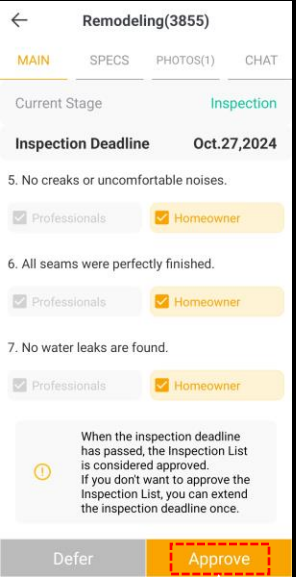 Remodeling(3855)
MAIN SPECS PHOTOS(1) CHAT
Current Stage Inspection
Inspection Deadline Oct.27,2024
5. No creaks or uncomfortable noises.
Professionals Homeowner
6. All seams were perfectly finished.
Professionals Homeowner
7. No water leaks are found.
Professionals Homeowner
When the inspection deadline
has passed, the Inspection List
is considered approved.
If you don't want to approve the
Inspection List, you can extend
the inspection deadline once.
Defer Approve